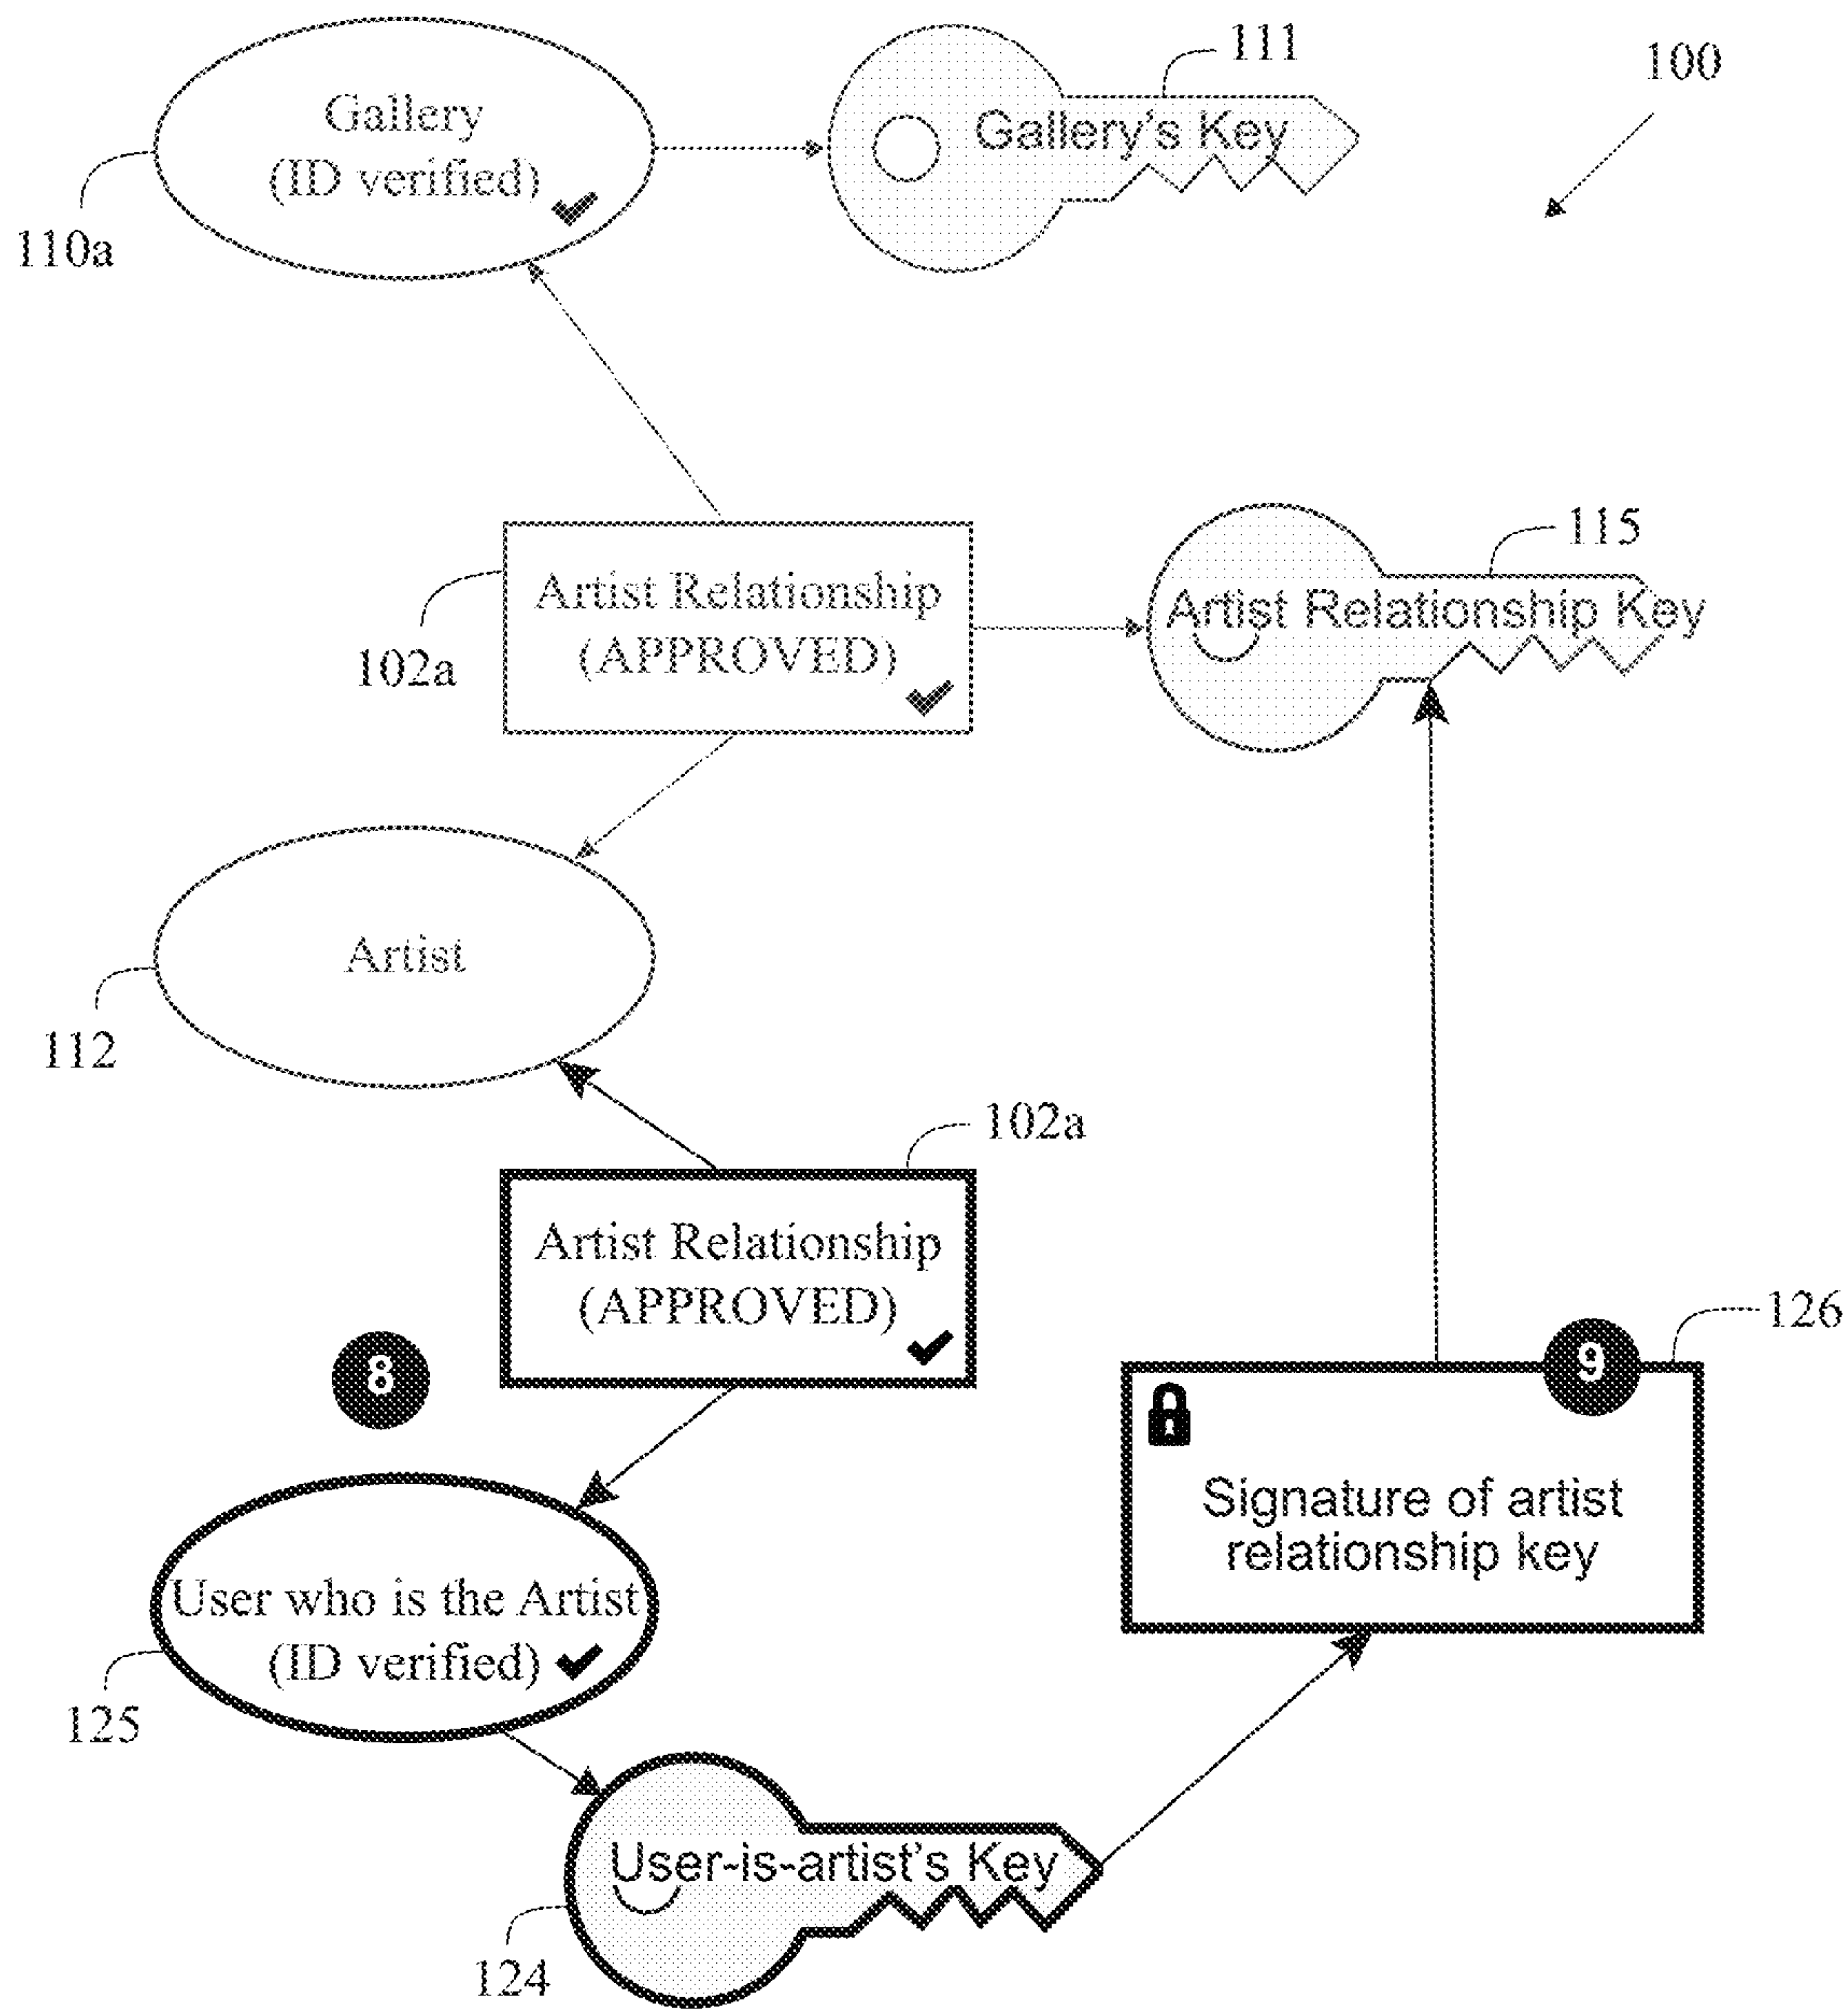 111
100
Gallery
(ID verified)
Gallery's Key
110a
115
Artist Relationship
(APPROVED)
Artist Relationship Key
102a
Artist
112
102a
Artist Relationship
(APPROVED)
126
8
9
Signature of artist
relationship key
User who is the Artist
(ID verified)
125
User-is-artist's Key
124